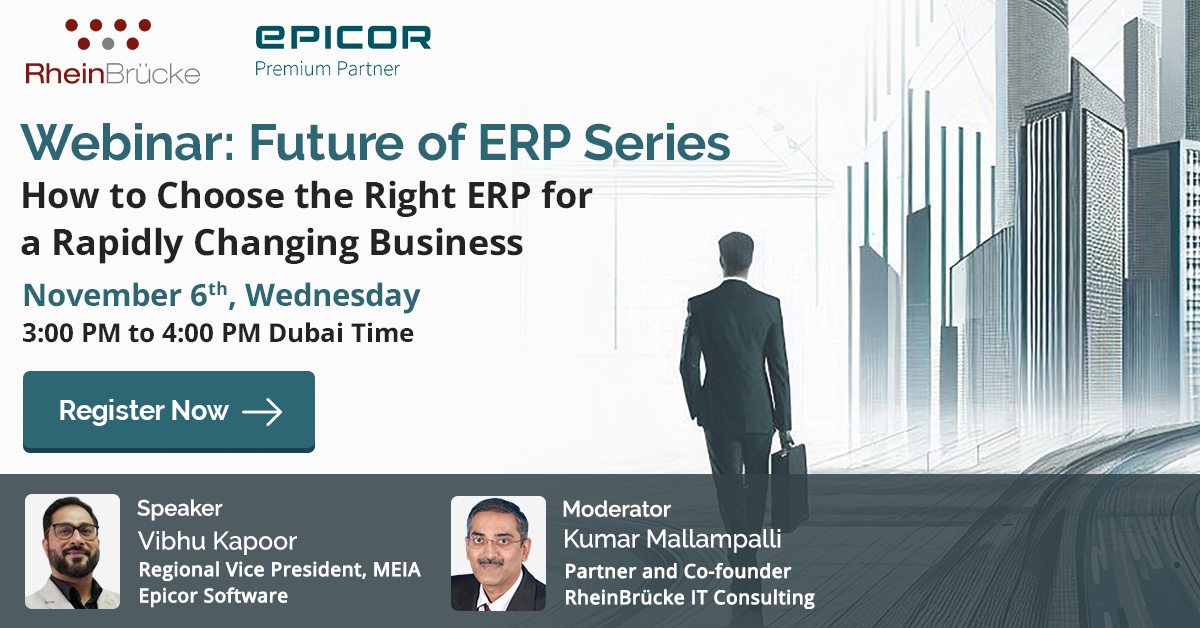 RheinBrücke
EPICOR
Premium Partner
Webinar: Future of ERP Series
How to Choose the Right ERP for
a Rapidly Changing Business
November 6th, Wednesday
3:00 PM to 4:00 PM Dubai Time
Register Now
Speaker
Vibhu Kapoor
Regional Vice President, MEIA
Epicor Software
Moderator
Kumar Mallampalli
Partner and Co-founder
RheinBrücke IT Consulting